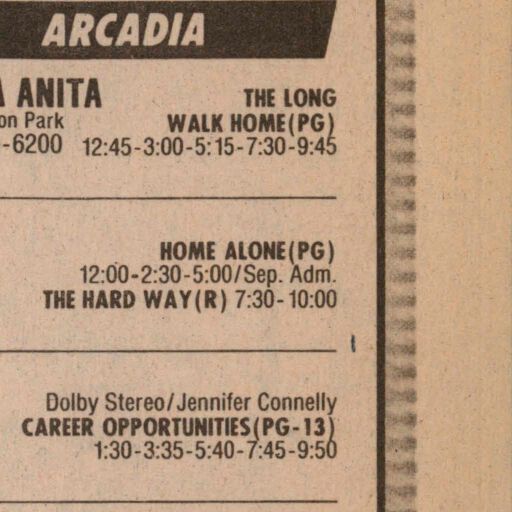 ARCADIA
ANITA THE LONG
on Park WALK HOME(PG)
-6200 12:45-3:00-5:15-7:30-9:45
HOME ALONE(PG)
12:00-2:30-5:00/Sep. Adm.
THE HARD WAY(R) 7:30-10:00
Dolby Stereo/Jennifer Connelly
CAREER OPPORTUNITIES(PG-13)
1:30-3:35-5:40-7:45-9:50